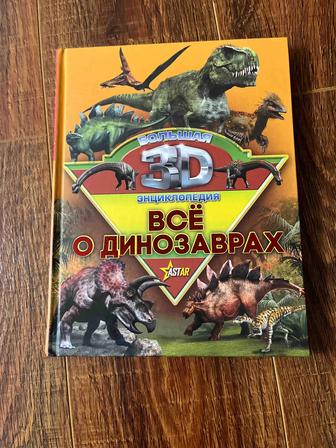 БОЛЬШАЯ
3D
ЭНЦИКЛОПЕДИЯ
ВСЁ
О ДИНОЗАВРАХ
ASTAR